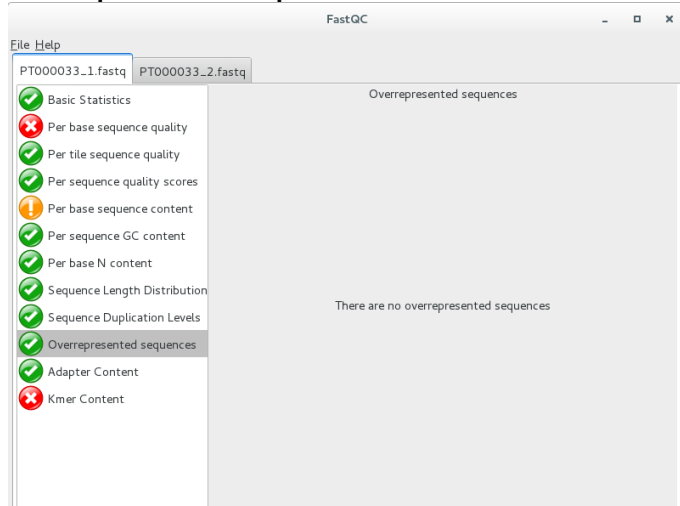 FastQC
File Help
PT000033_1.fastq PT000033_2.fastq
Overrepresented sequences
Basic Statistics
Per base sequence quality
Per tile sequence quality
Per sequence quality scores
Per base sequence content
Per sequence GC content
Per base N content
Sequence Length Distribution
Sequence Duplication Levels
Overrepresented sequences
Adapter Content
Kmer Content
There are no overrepresented sequences